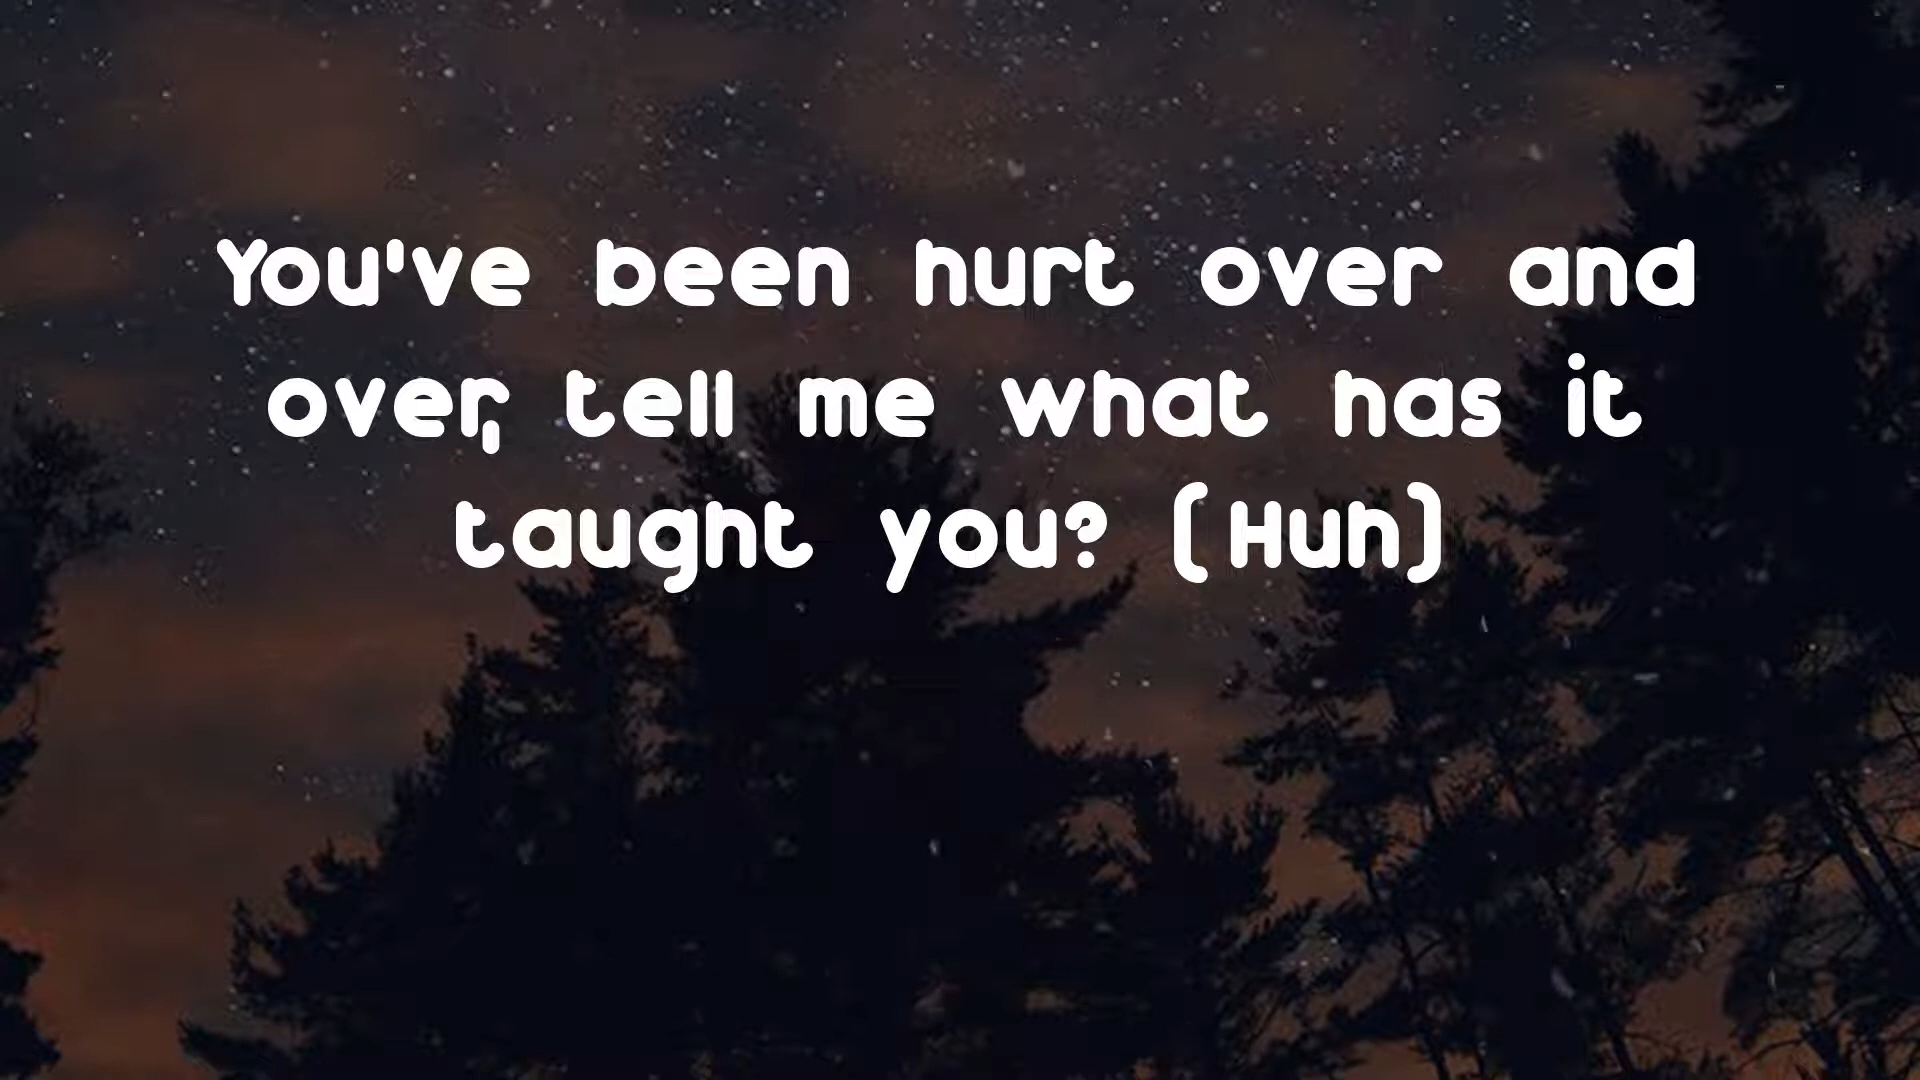 You've been hurt over and
over, tell me what has it
taught you? (Huh)